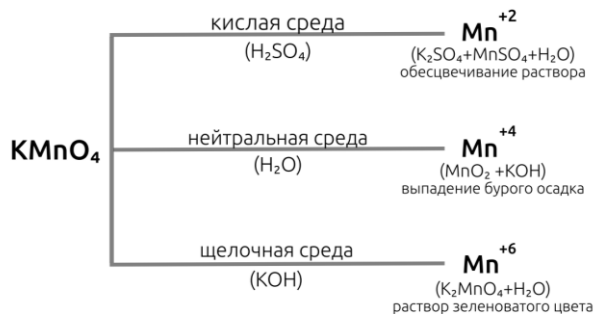 кислая среда
(H₂SO₄)
Mn⁺²
(K₂SO₄+MnSO₄+H₂O)
обесцвечивание раствора
KMnO₄
нейтральная среда
(H₂O)
Mn⁺⁴
(MnO₂ +KOH)
выпадение бурого осадка
щелочная среда
(KOH)
Mn⁺⁶
(K₂MnO₄+H₂O)
раствор зеленоватого цвета